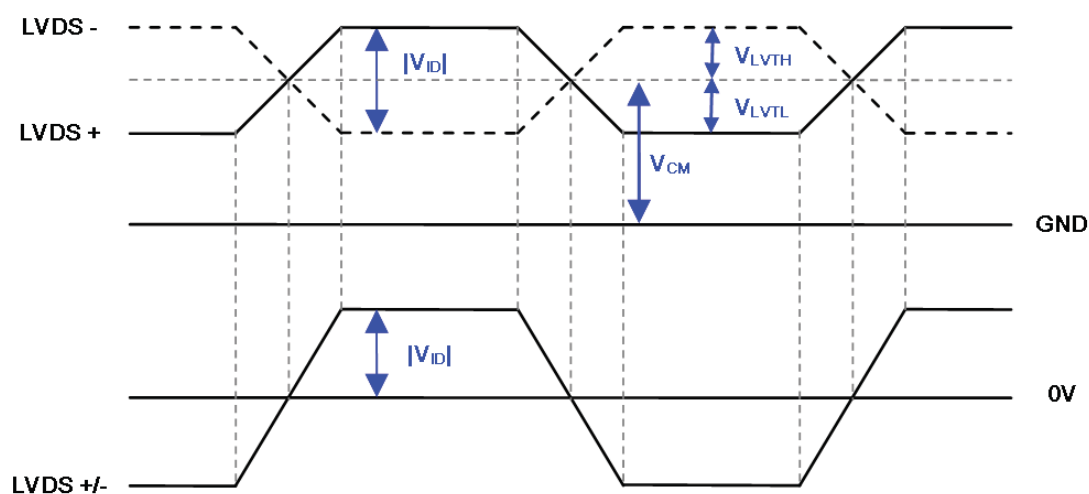 LVDS -
|VID|
VLVTH
LVDS +
VLVTL
VCM
GND
|VID|
0V
LVDS +/-